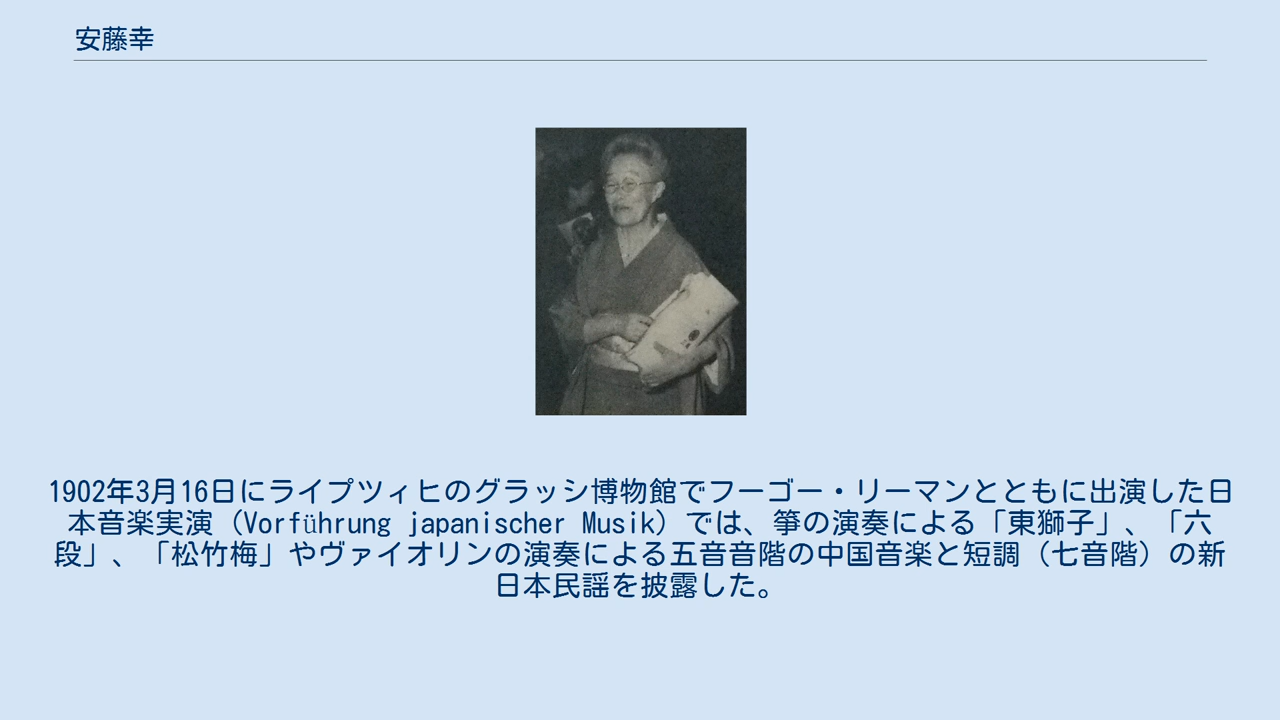 安藤幸
1902年3月16日にライプツィヒのグラッシ博物館でフーゴー・リーマンとともに出演した日
本音楽実演（Vorführung japanischer Musik）では、箏の演奏による「東獅子」、「六
段」、「松竹梅」やヴァイオリンの演奏による五音音階の中国音楽と短調（七音階）の新
日本民謡を披露した。